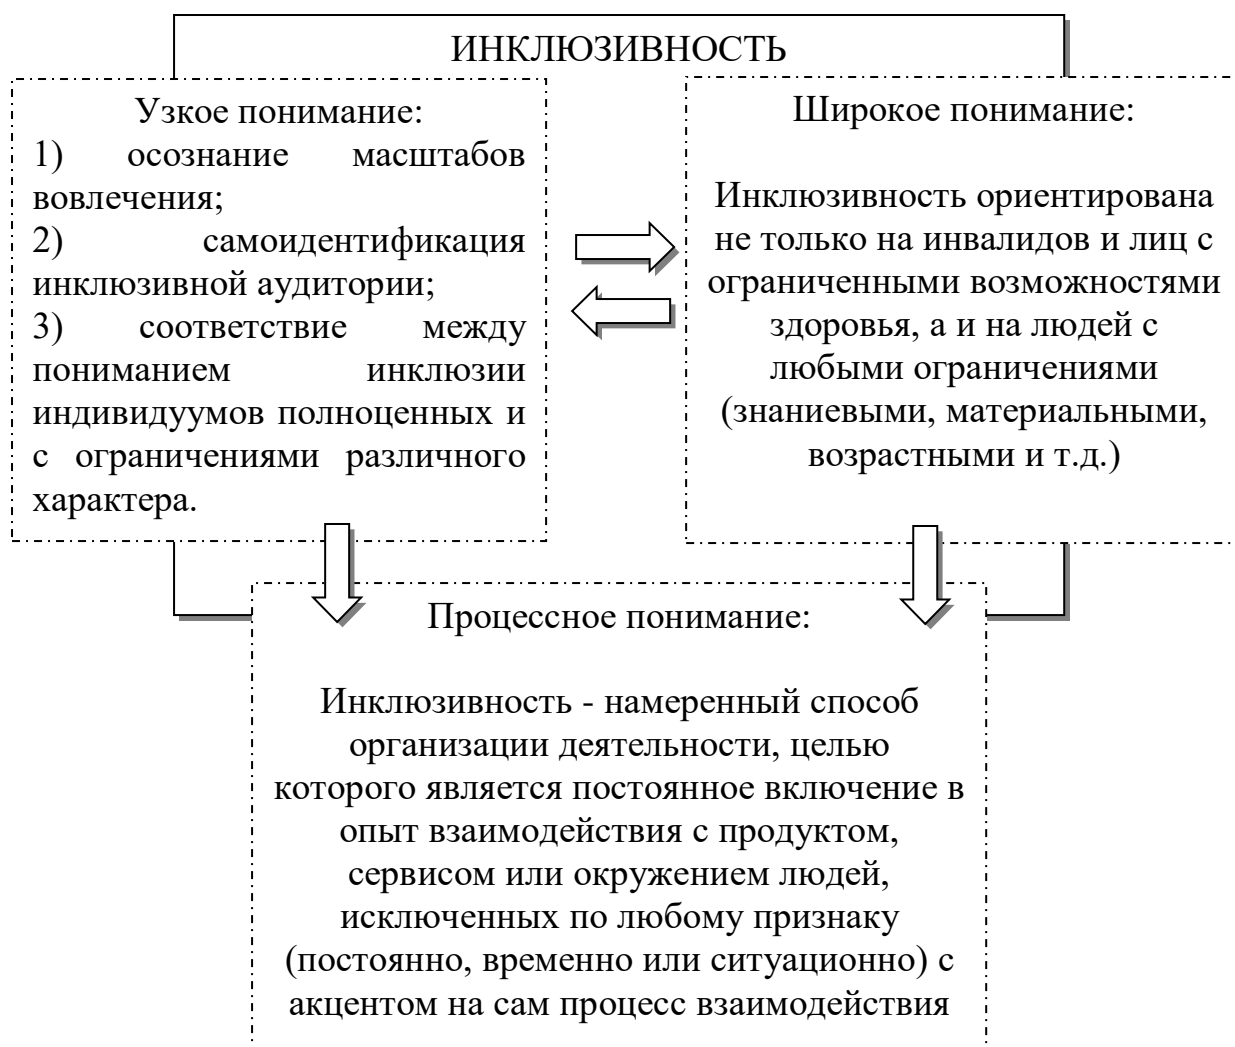 ИНКЛЮЗИВНОСТЬ
Узкое понимание:
1) осознание масштабов
вовлечения;
2) самоидентификация
инклюзивной аудитории;
3) соответствие между
пониманием инклюзии
индивидуумов полноценных и
с ограничениями различного
характера.
Широкое понимание:
Инклюзивность ориентирована
не только на инвалидов и лиц с
ограниченными возможностями
здоровья, а и на людей с
любыми ограничениями
(знаниевыми, материальными,
возрастными и т.д.)
Процессное понимание:
Инклюзивность - намеренный способ
организации деятельности, целью
которого является постоянное включение в
опыт взаимодействия с продуктом,
сервисом или окружением людей,
исключенных по любому признаку
(постоянно, временно или ситуационно) с
акцентом на сам процесс взаимодействия